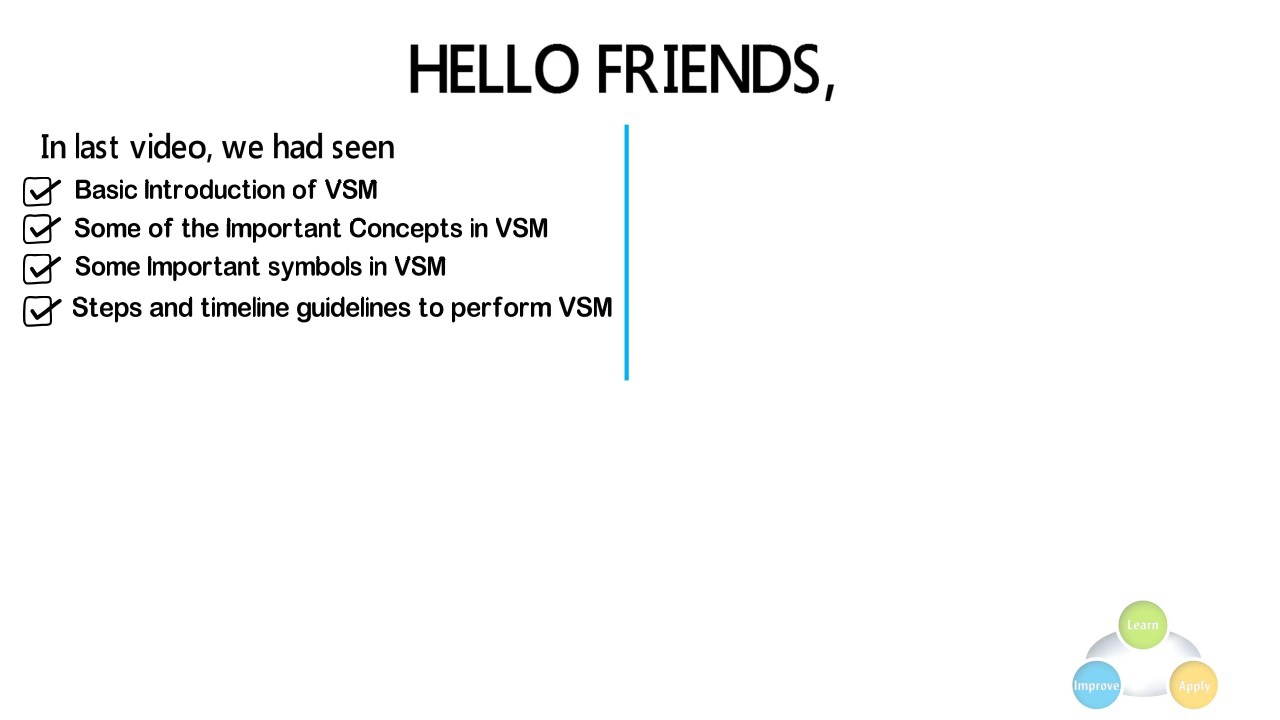 HELLO FRIENDS,
In last video, we had seen
Basic Introduction of VSM
Some of the Important Concepts in VSM
Some Important symbols in VSM
Steps and timeline guidelines to perform VSM
Learn
Improve
Apply